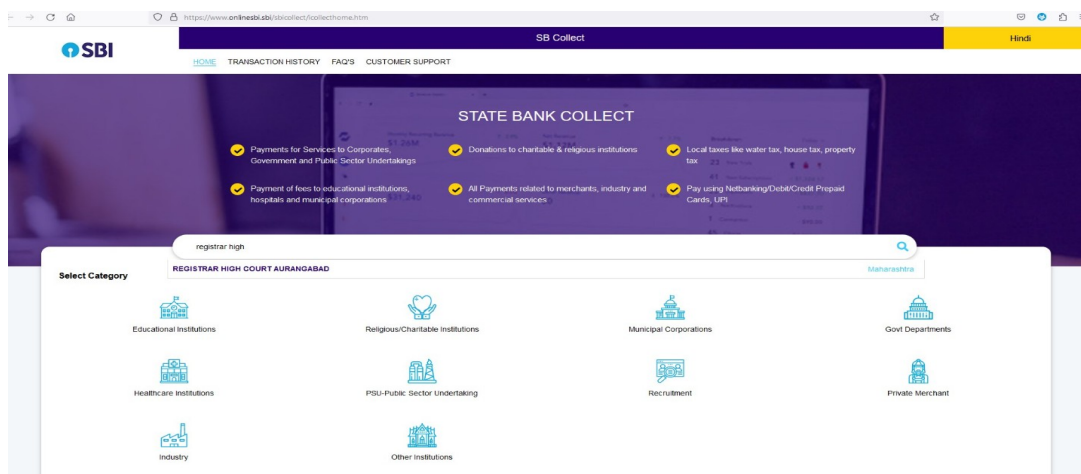 https://www.onlinesbi.sbi/sbicollect/icollecthome.htm
SBI
SB Collect
Hindi
HOME TRANSACTION HISTORY FAQ'S CUSTOMER SUPPORT
STATE BANK COLLECT
Payments for Services to Corporates,
Government and Public Sector Undertakings
Donations to charitable & religious institutions
Local taxes like water tax, house tax, property
tax
Payment of fees to educational institutions,
hospitals and municipal corporations
All Payments related to merchants, industry and
commercial services
Pay using Netbanking/Debit/Credit Prepaid
Cards, UPI
registrar high
REGISTRAR HIGH COURT AURANGABAD Maharashtra
Select Category
Educational Institutions Religious/Charitable Institutions Municipal Corporations Govt Departments
Healthcare Institutions PSU-Public Sector Undertaking Recruitment Private Merchant
Industry Other Institutions